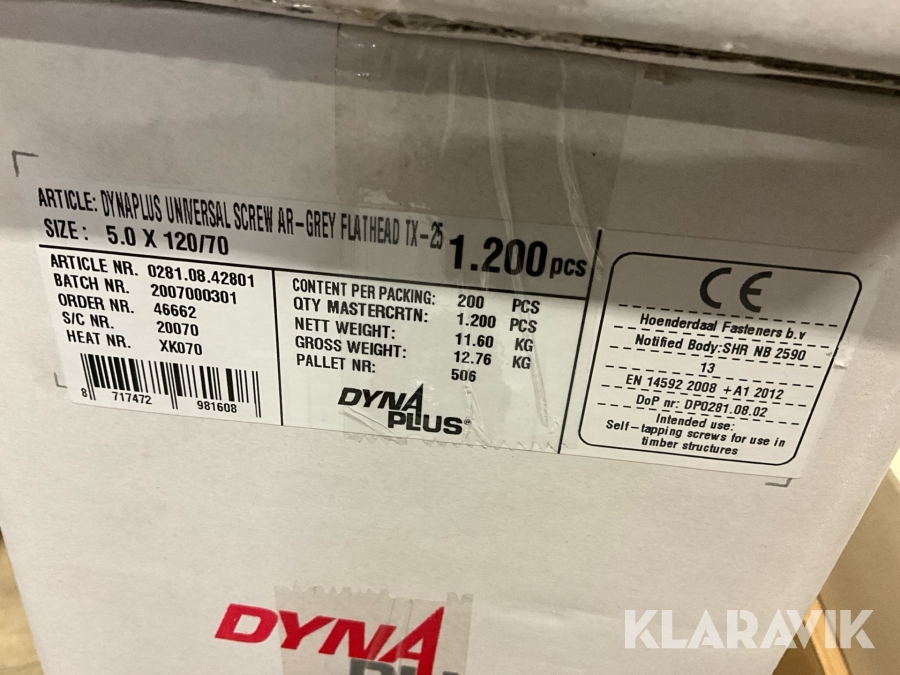 ARTICLE: DYNAPLUS UNIVERSAL SCREW AR-GREY FLATHEAD TX-25
SIZE: 5.0 X 120/70
1.200 pcs
ARTICLE NR. 0281.08.42801
BATCH NR. 2007000301
ORDER NR. 46662
S/C NR. 20070
HEAT NR. XK070
8 717472 981608
CONTENT PER PACKING: 200 PCS
QTY MASTERCRTN: 1.200 PCS
NETT WEIGHT: 11.60 KG
GROSS WEIGHT: 12.76 KG
PALLET NR: 506
DYNA
PLUS®
CE
Hoenderdaal Fasteners b.v
Notified Body:SHR NB 2590
13
EN 14592 2008 +A1 2012
DoP nr: DP0281.08.02
Intended use:
Self-tapping screws for use in
timber structures
DYNA
PLU
KLARAVIK